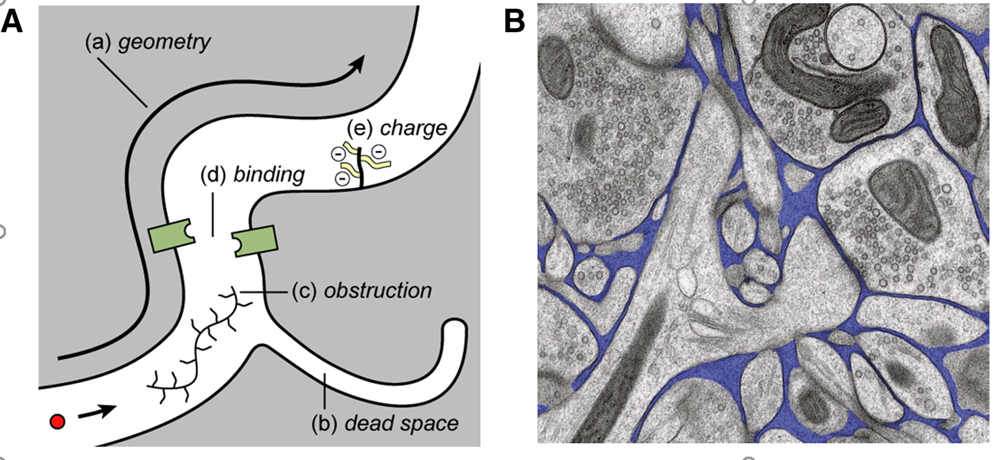 A
B
(a) geometry
(e) charge
(d) binding
(c) obstruction
(b) dead space